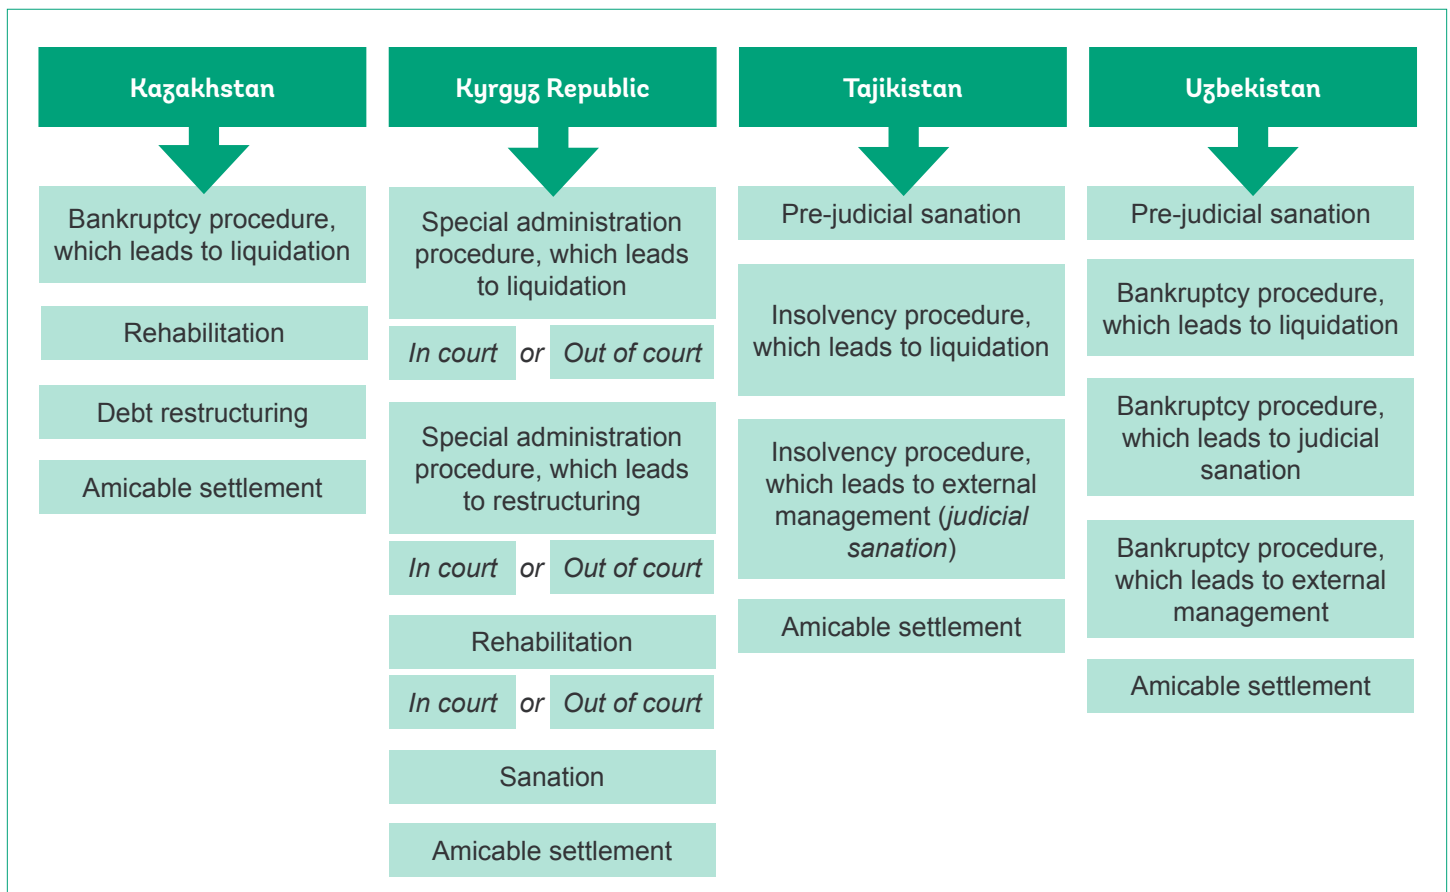 Kazakhstan
Bankruptcy procedure,
which leads to liquidation
Rehabilitation
Debt restructuring
Amicable settlement
Kyrgyz Republic
Special administration
procedure, which leads
to liquidation
In court or Out of court
Special administration
procedure, which leads
to restructuring
In court or Out of court
Rehabilitation
In court or Out of court
Sanation
Amicable settlement
Tajikistan
Pre-judicial sanation
Insolvency procedure,
which leads to liquidation
Insolvency procedure,
which leads to external
management (judicial
sanation)
Amicable settlement
Uzbekistan
Pre-judicial sanation
Bankruptcy procedure,
which leads to liquidation
Bankruptcy procedure,
which leads to judicial
sanation
Bankruptcy procedure,
which leads to external
management
Amicable settlement